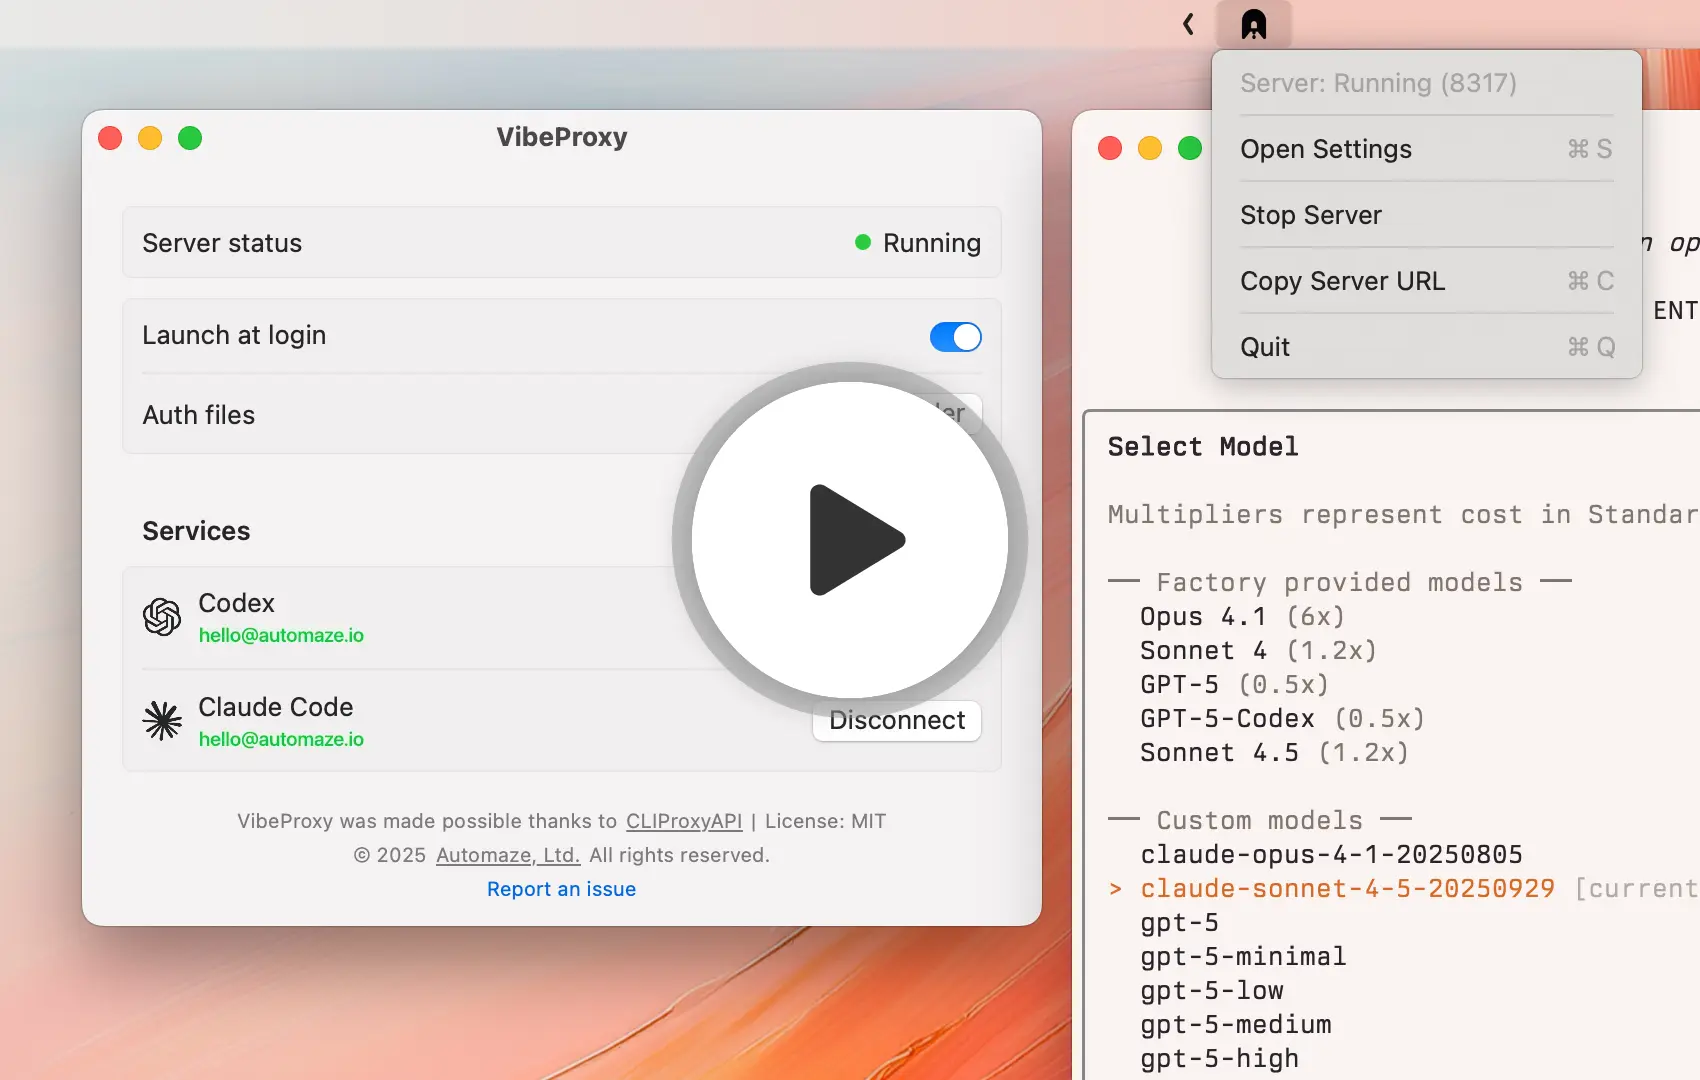 Server: Running (8317)
Open Settings ⌘ S
Stop Server
Copy Server URL ⌘ C
Quit ⌘ Q
VibeProxy
Server status
Running
Launch at login
Auth files
Services
Codex
hello@automaze.io
Claude Code
hello@automaze.io
Disconnect
VibeProxy was made possible thanks to CLIProxyAPI | License: MIT
© 2025 Automaze, Ltd. All rights reserved.
Report an issue
ENT
Select Model
Multipliers represent cost in Standar
— Factory provided models —
Opus 4.1 (6x)
Sonnet 4 (1.2x)
GPT-5 (0.5x)
GPT-5-Codex (0.5x)
Sonnet 4.5 (1.2x)
— Custom models —
claude-opus-4-1-20250805
> claude-sonnet-4-5-20250929 [current
gpt-5
gpt-5-minimal
gpt-5-low
gpt-5-medium
gpt-5-high